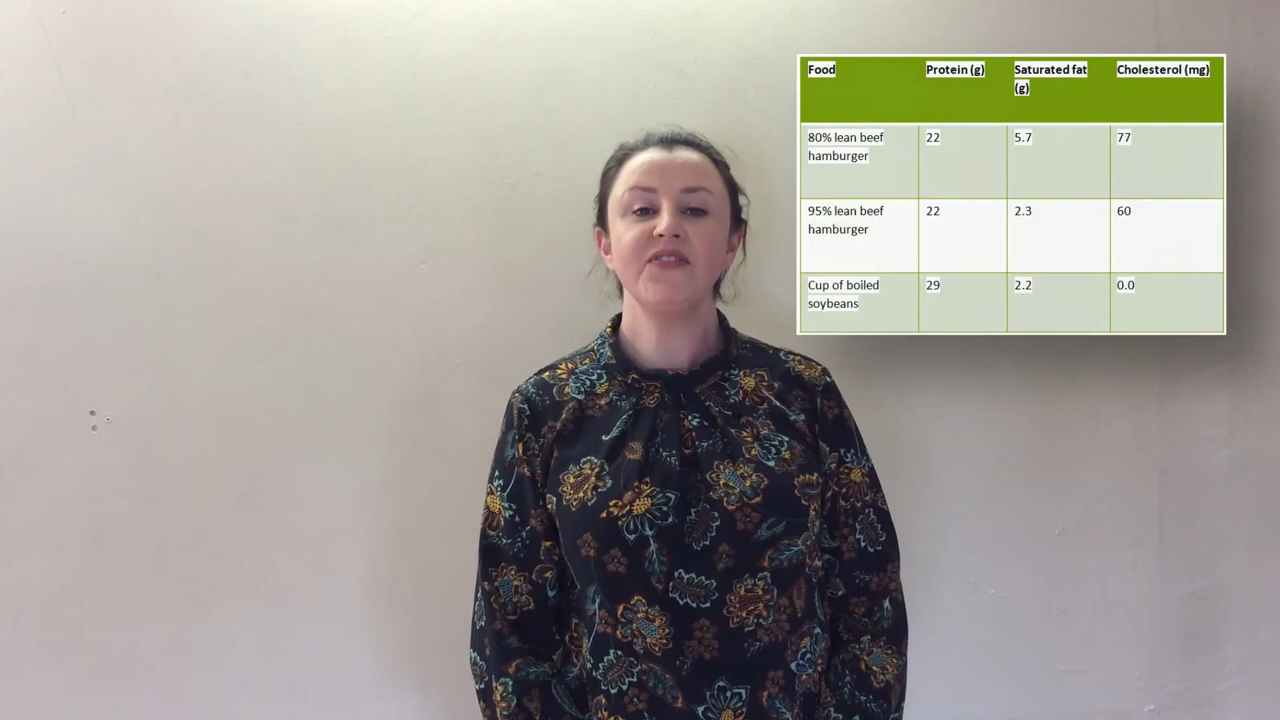 Food Protein (g) Saturated fat Cholesterol (mg)
(g)
80% lean beef 22 5.7 77
hamburger
95% lean beef 22 2.3 60
hamburger
Cup of boiled 29 2.2 0.0
soybeans